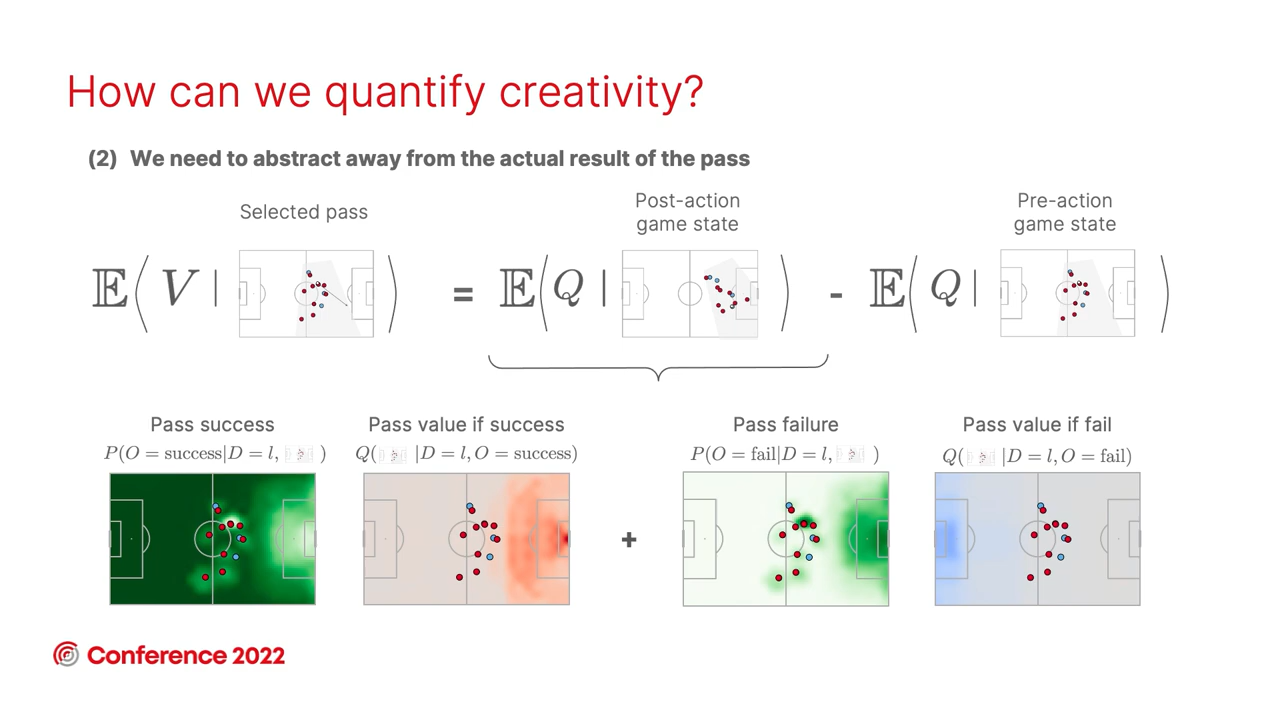 How can we quantify creativity?
(2) We need to abstract away from the actual result of the pass
Selected pass
Post-action
game state
Pre-action
game state
𝔼( V | ) = 𝔼( Q | ) - 𝔼( Q | )
Pass success
P(O = success|D = l, )
Pass value if success
Q( |D = l, O = success)
+
Pass failure
P(O = fail|D = l, )
Pass value if fail
Q( |D = l, O = fail)
Conference 2022